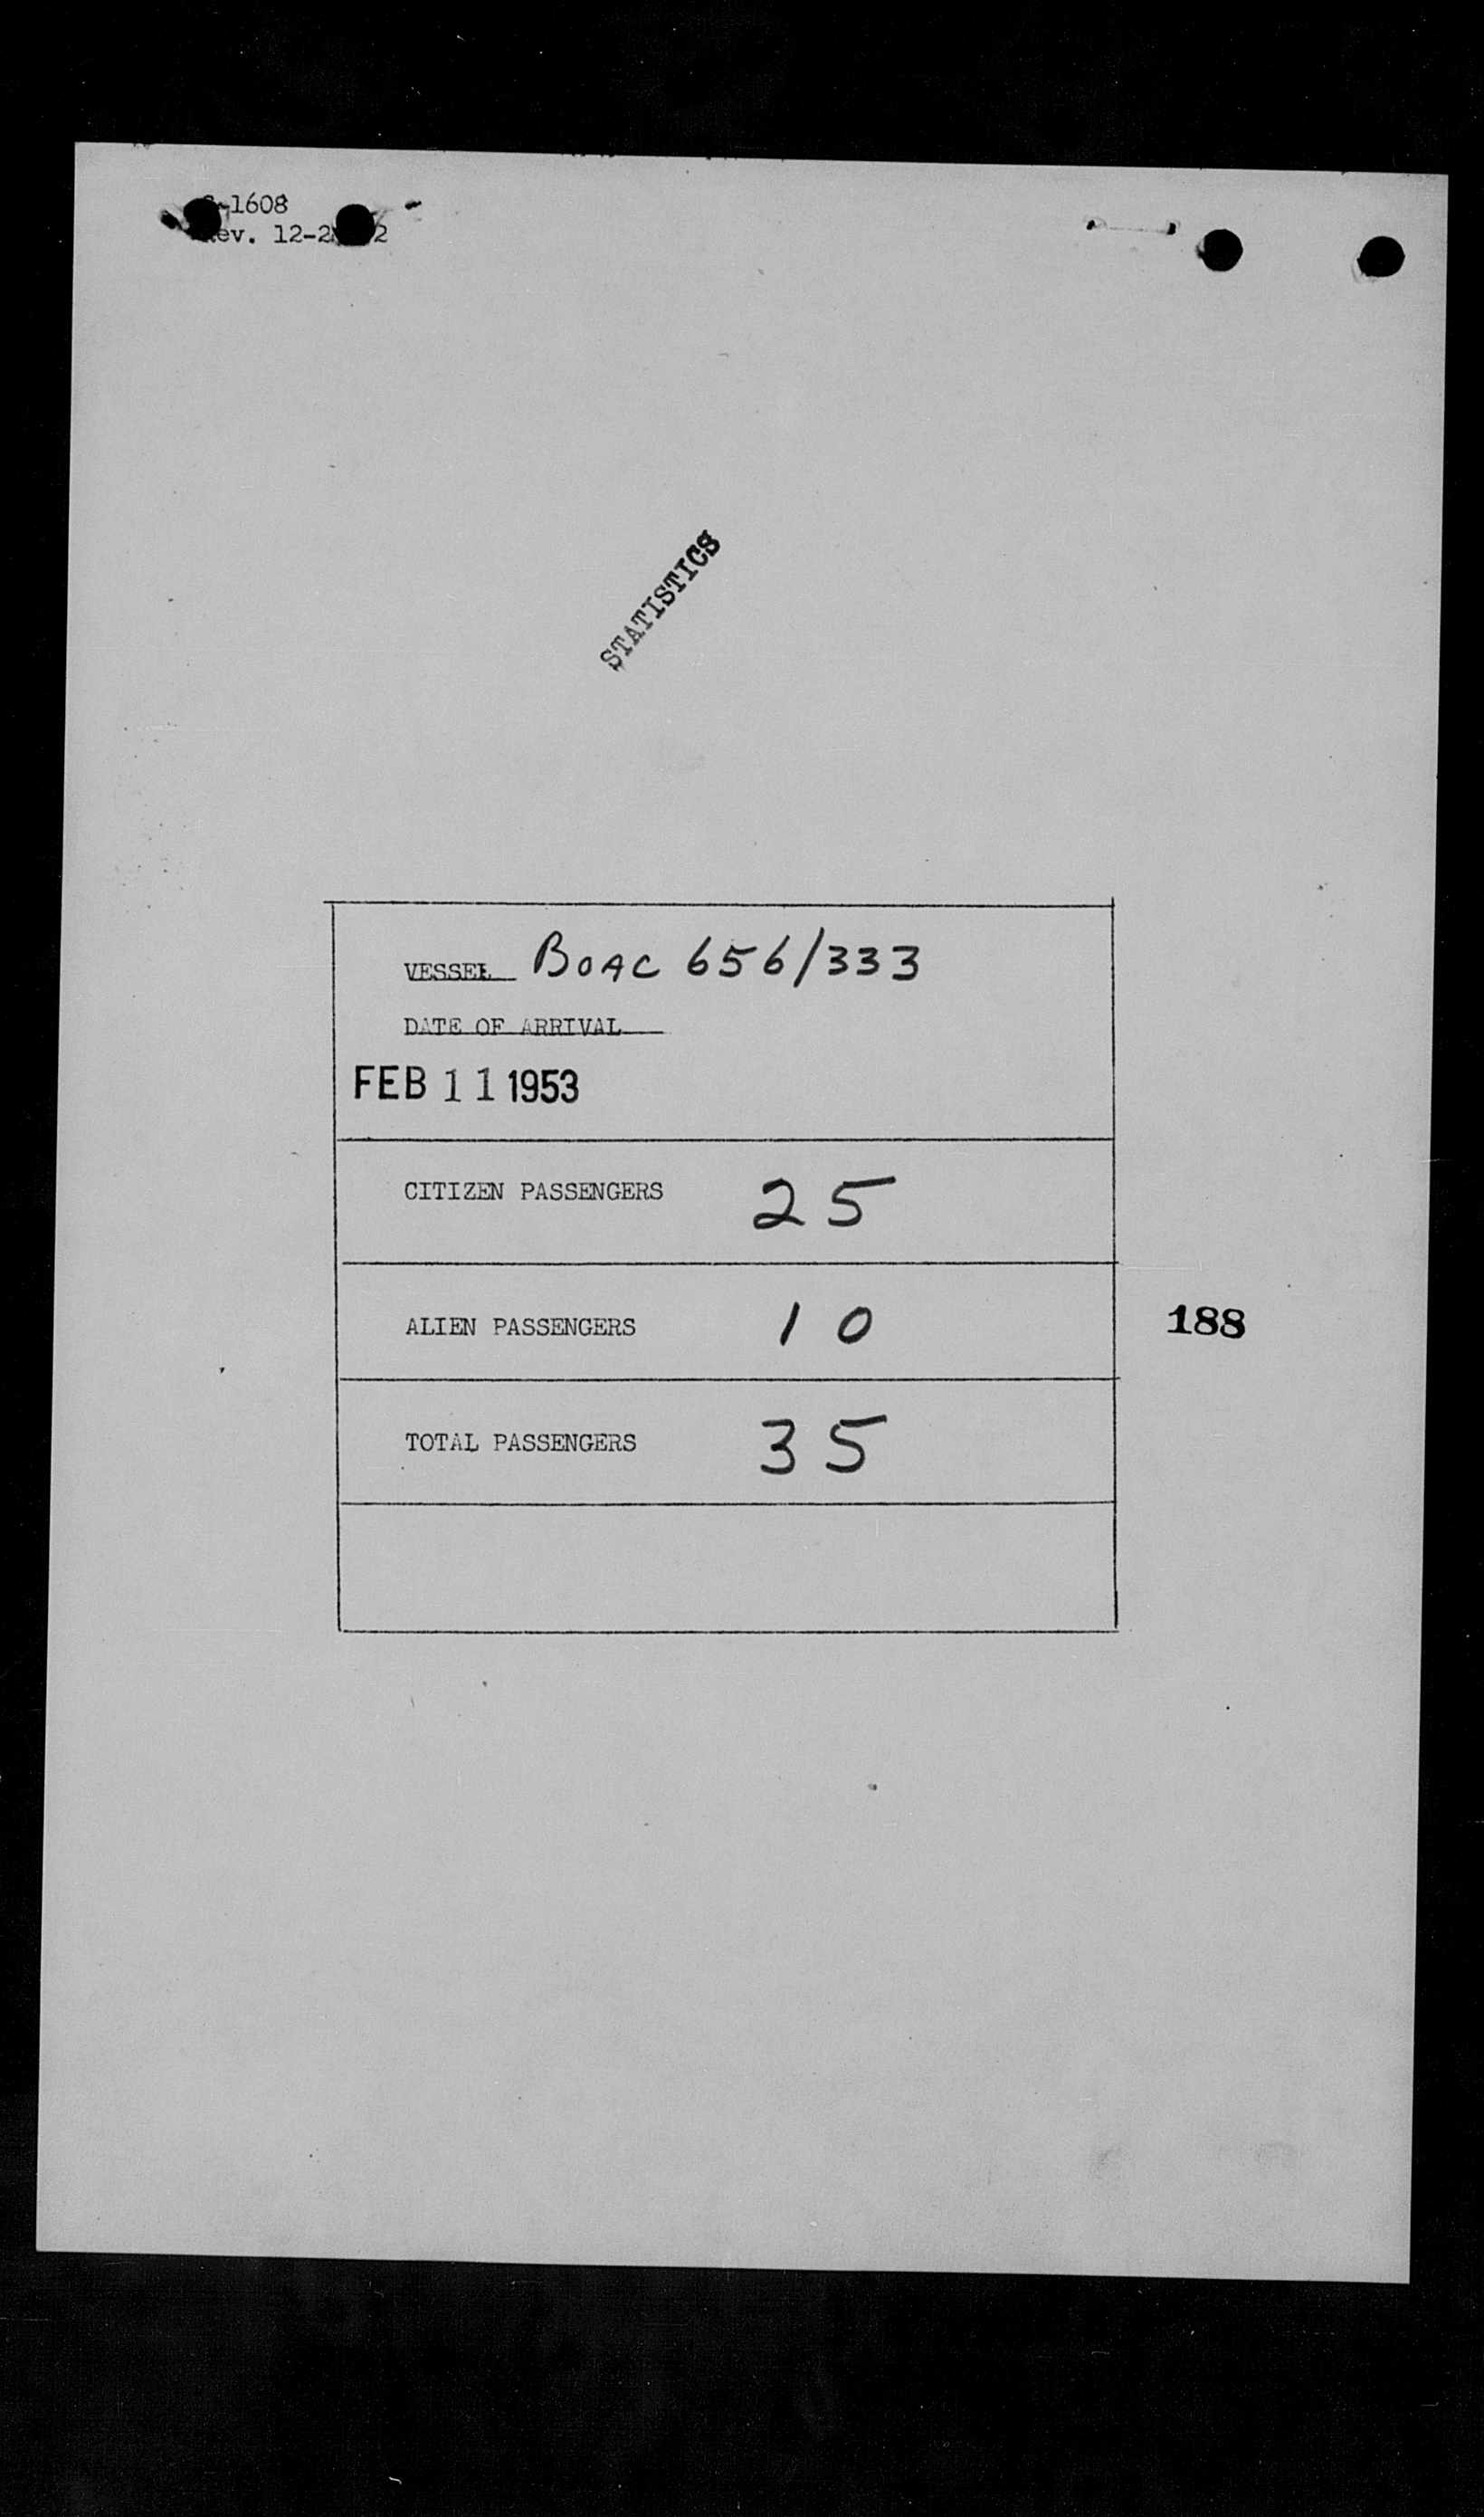 -1608
ev. 12-2 2
STATISTICS
VESSEL BOAC 656/333
DATE OF ARRIVAL
FEB 11 1953
CITIZEN PASSENGERS 25
ALIEN PASSENGERS 10
188
TOTAL PASSENGERS 35